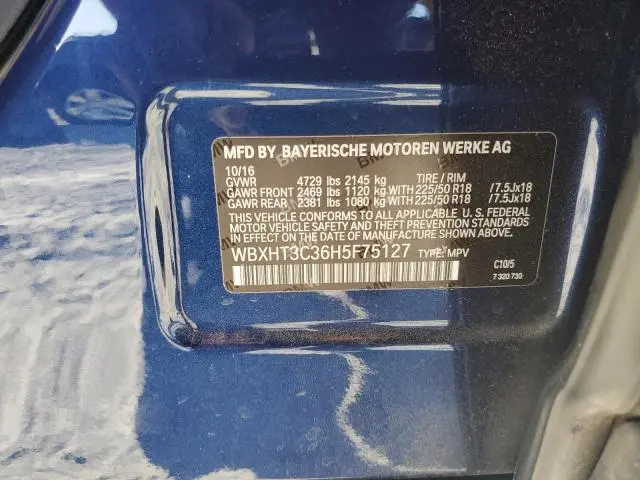 MFD BY BAYERISCHE MOTOREN WERKE AG
10/16
GVWR 4729 lbs 2145 kg TIRE / RIM
GAWR FRONT 2469 lbs 1120 kg WITH 225/50 R18 / 7.5Jx18
GAWR REAR 2381 lbs 1080 kg WITH 225/50 R18 / 7.5Jx18
THIS VEHICLE CONFORMS TO ALL APPLICABLE U. S. FEDERAL
MOTOR VEHICLE SAFETY AND THEFT PREVENTION STANDARDS
IN EFFECT ON THE DATE OF MANUFACTURE SHOWN ABOVE.
WBXHT3C36H5F75127 TYPE: MPV
C10/5
7 320 730